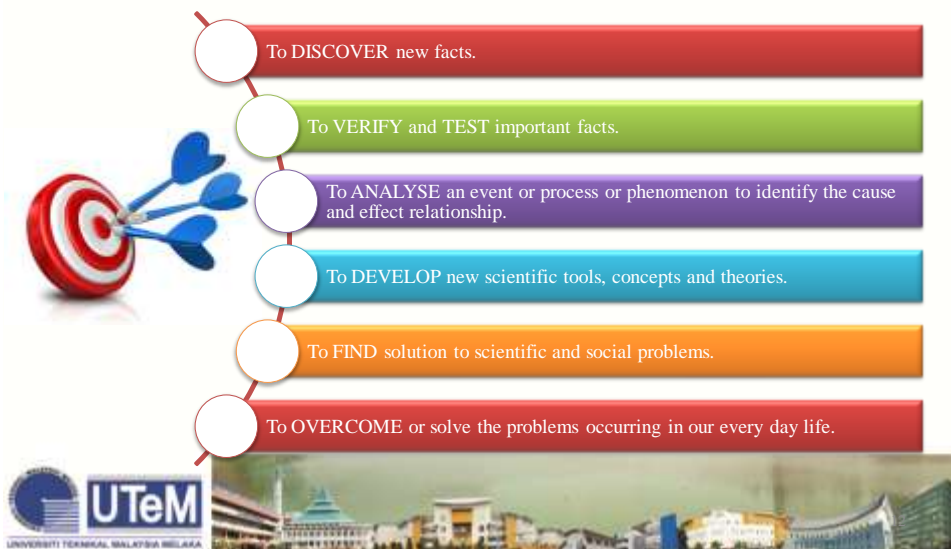 To DISCOVER new facts.
To VERIFY and TEST important facts.
To ANALYSE an event or process or phenomenon to identify the cause
and effect relationship.
To DEVELOP new scientific tools, concepts and theories.
To FIND solution to scientific and social problems.
To OVERCOME or solve the problems occurring in our every day life.
UTeM
UNIVERSITI TEKNIKAL MALAYSIA MELAKA